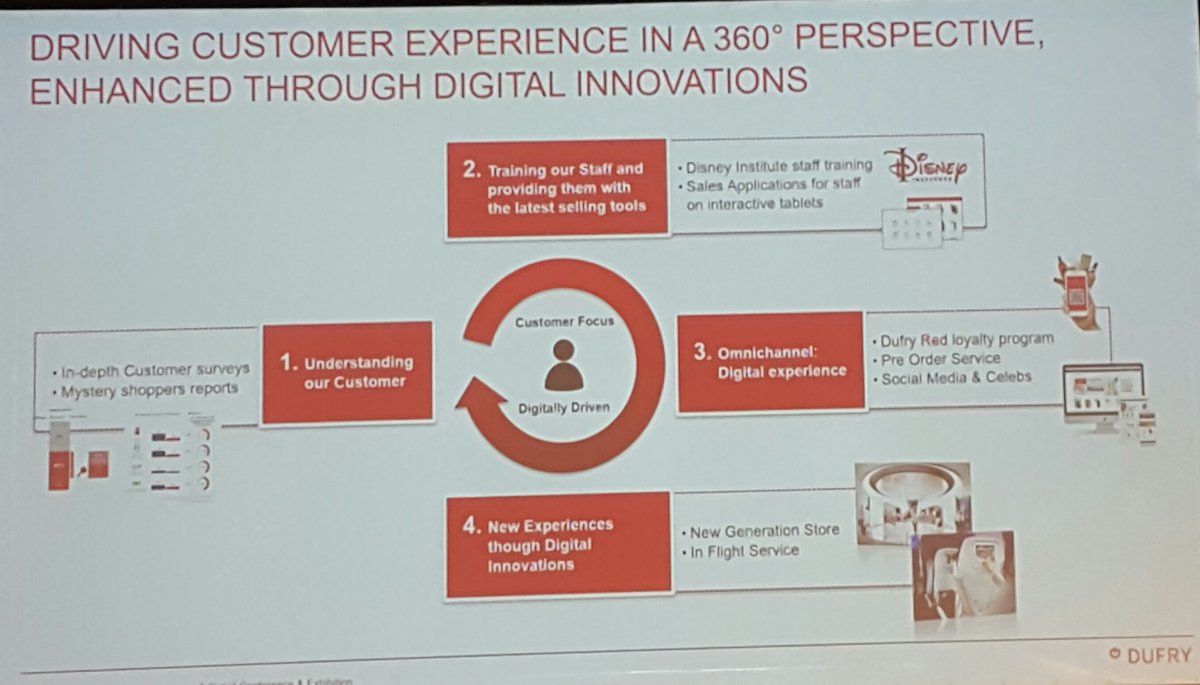 DRIVING CUSTOMER EXPERIENCE IN A 360° PERSPECTIVE,
ENHANCED THROUGH DIGITAL INNOVATIONS
1. Understanding
our Customer
• In-depth Customer surveys
• Mystery shoppers reports
2. Training our Staff and
providing them with
the latest selling tools
• Disney Institute staff training
• Sales Applications for staff
on interactive tablets
DISNEY
INSTITUTE
Customer Focus
Digitally Driven
3. Omnichannel:
Digital experience
• Dufry Red loyalty program
• Pre Order Service
• Social Media & Celebs
4. New Experiences
though Digital
Innovations
• New Generation Store
• In Flight Service
DUFRY
& Exhibition